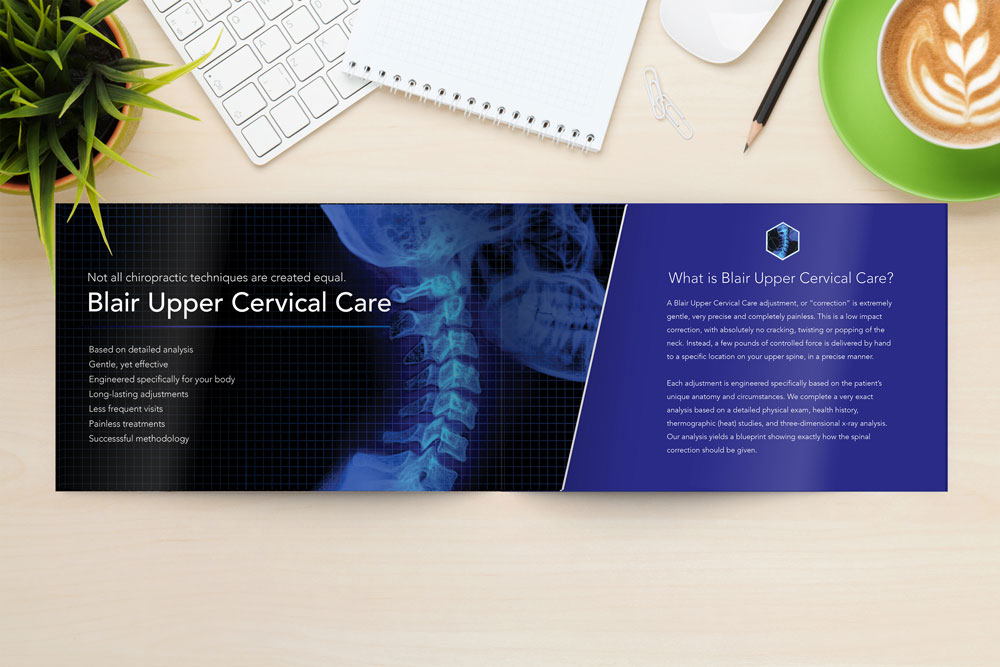 Not all chiropractic techniques are created equal.
Blair Upper Cervical Care
Based on detailed analysis
Gentle, yet effective
Engineered specifically for your body
Long-lasting adjustments
Less frequent visits
Painless treatments
Successsful methodology
What is Blair Upper Cervical Care?
A Blair Upper Cervical Care adjustment, or “correction” is extremely
gentle, very precise and completely painless. This is a low impact
correction, with absolutely no cracking, twisting or popping of the
neck. Instead, a few pounds of controlled force is delivered by hand
to a specific location on your upper spine, in a precise manner.
Each adjustment is engineered specifically based on the patient’s
unique anatomy and circumstances. We complete a very exact
analysis based on a detailed physical exam, health history,
thermographic (heat) studies, and three-dimensional x-ray analysis.
Our analysis yields a blueprint showing exactly how the spinal
correction should be given.